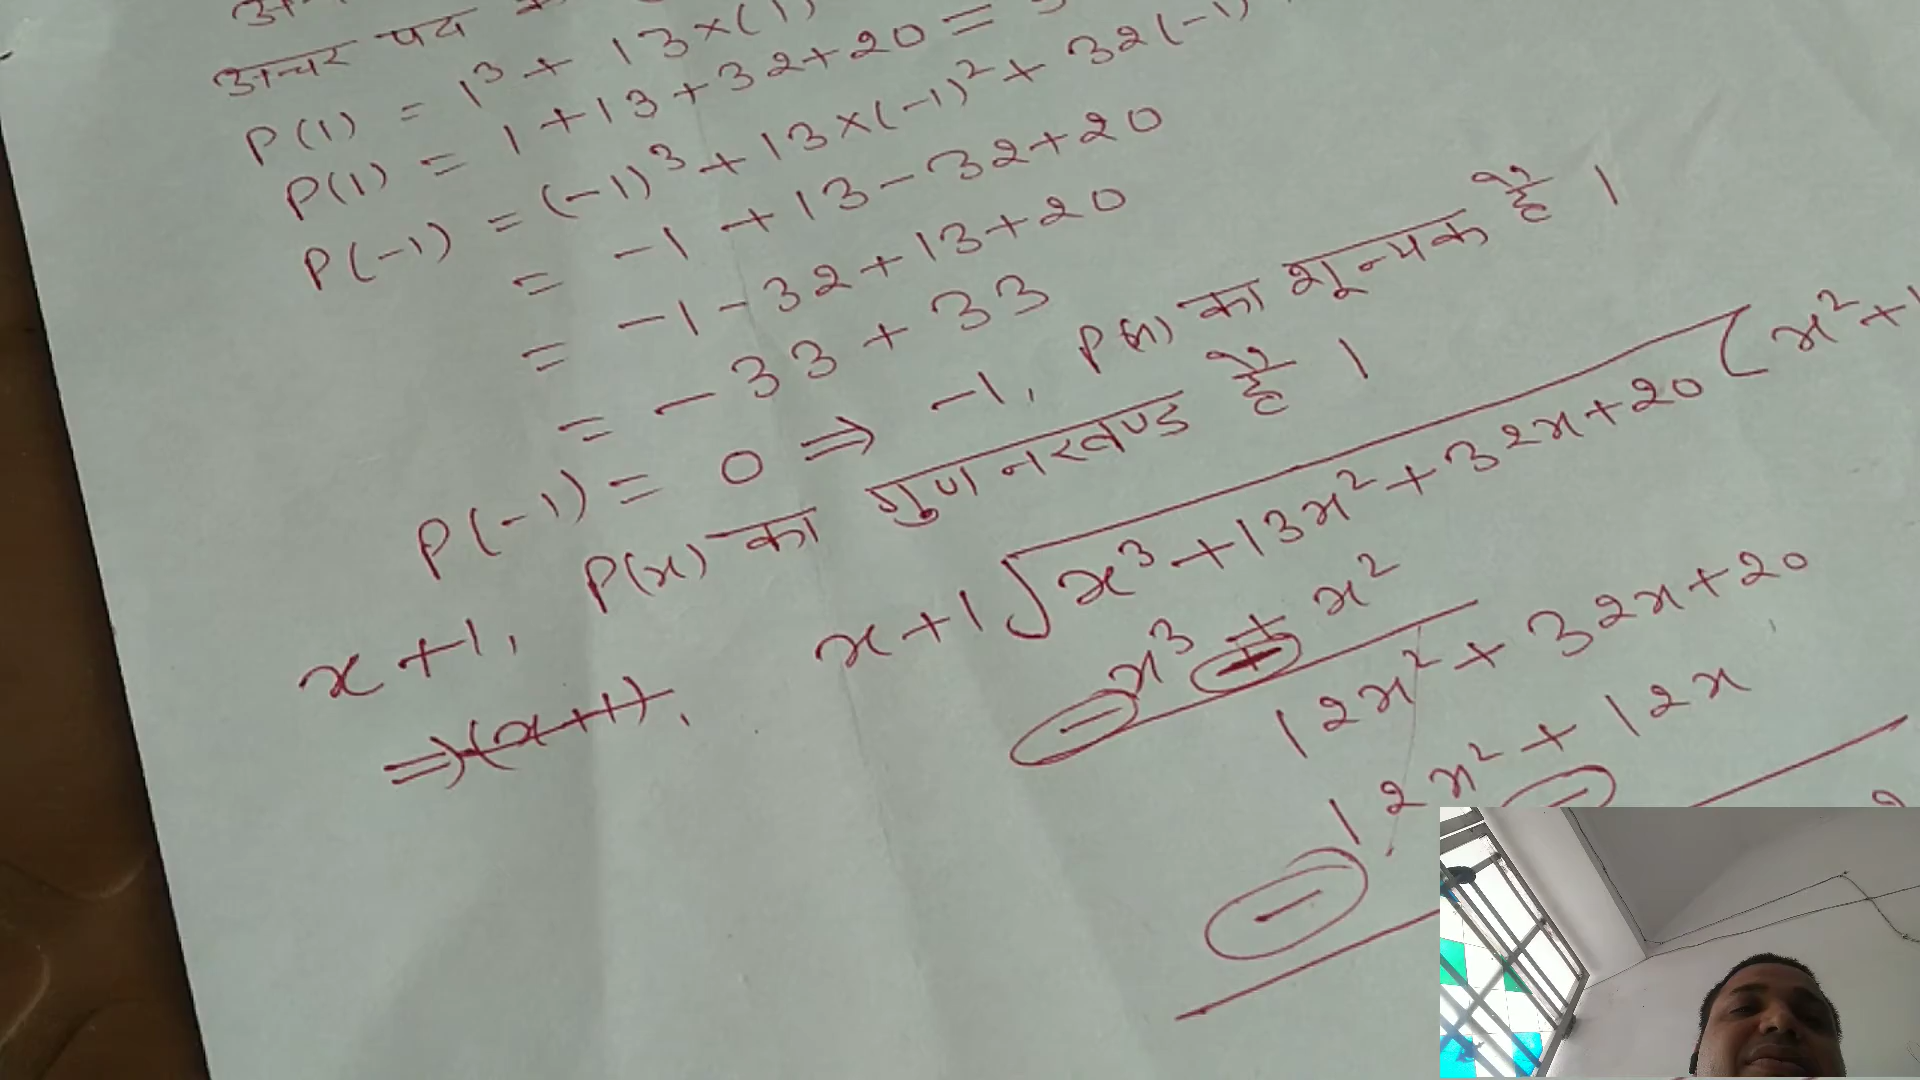 अचर पद
P(1) = 1³ + 13×(1)
P(1) = 1 + 13 + 32 + 20 =
P(-1) = (-1)³ + 13×(-1)² + 32(-1)
= -1 + 13 - 32 + 20
= -1 - 32 + 13 + 20
= - 33 + 33
P(-1) = 0 ⇒ -1, P(x) का शून्यक है ।
x + 1, P(x) का गुणनखण्ड है ।
⇒ (x+1),
x+1 √ x³ + 13x² + 32x + 20 ( x² + 1
x³ + x²
- +
12x² + 32x + 20
12x² + 12x
- -